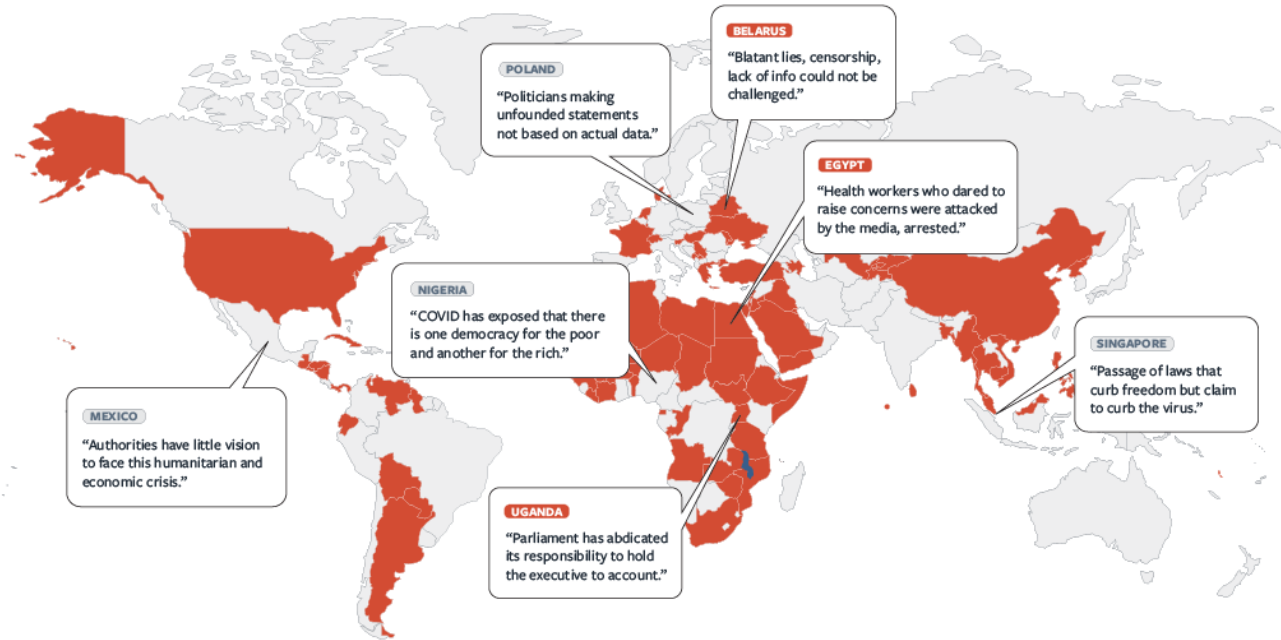 BELARUS
“Blatant lies, censorship,
lack of info could not be
challenged.”
POLAND
“Politicians making
unfounded statements
not based on actual data.”
EGYPT
“Health workers who dared to
raise concerns were attacked
by the media, arrested.”
NIGERIA
“COVID has exposed that there
is one democracy for the poor
and another for the rich.”
SINGAPORE
“Passage of laws that
curb freedom but claim
to curb the virus.”
MEXICO
“Authorities have little vision
to face this humanitarian and
economic crisis.”
UGANDA
“Parliament has abdicated
its responsibility to hold
the executive to account.”